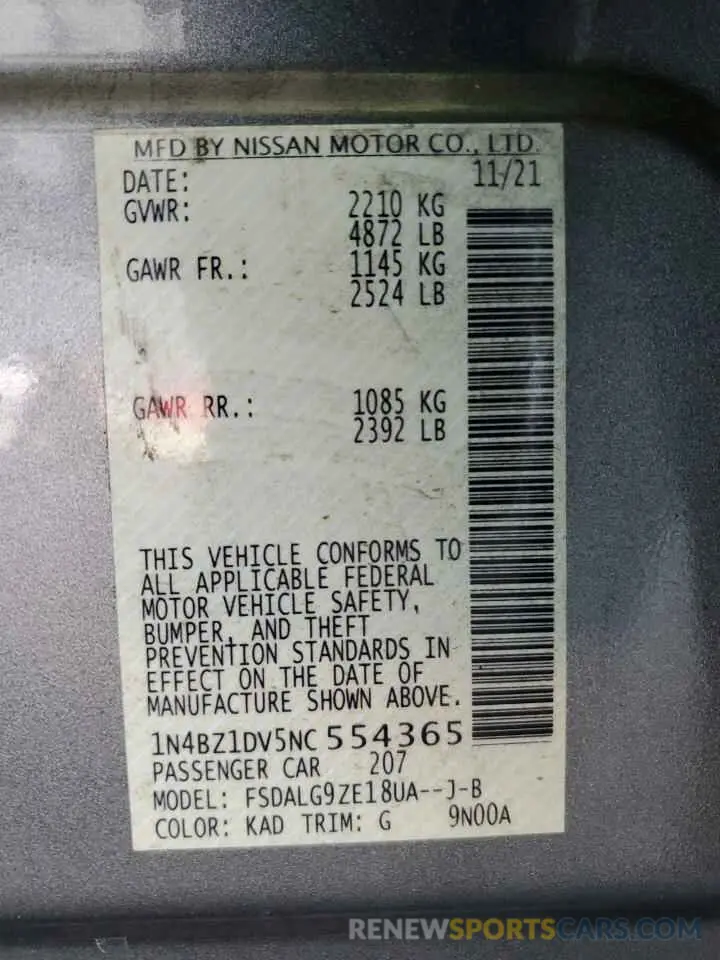 MFD BY NISSAN MOTOR CO., LTD.
DATE: 11/21
GVWR: 2210 KG
4872 LB
GAWR FR.: 1145 KG
2524 LB
GAWR RR.: 1085 KG
2392 LB
THIS VEHICLE CONFORMS TO
ALL APPLICABLE FEDERAL
MOTOR VEHICLE SAFETY,
BUMPER, AND THEFT
PREVENTION STANDARDS IN
EFFECT ON THE DATE OF
MANUFACTURE SHOWN ABOVE.
1N4BZ1DV5NC 554365
PASSENGER CAR 207
MODEL: FSDALG9ZE18UA--J-B
COLOR: KAD TRIM: G 9N00A
RENEWSPORTSCARS.COM